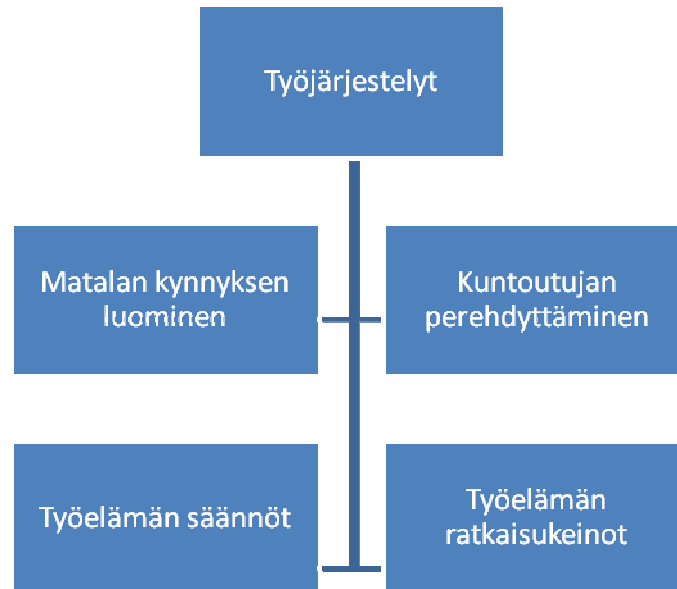 Työjärjestelyt
Matalan kynnyksen
luominen
Kuntoutujan
perehdyttäminen
Työelämän säännöt
Työelämän
ratkaisukeinot